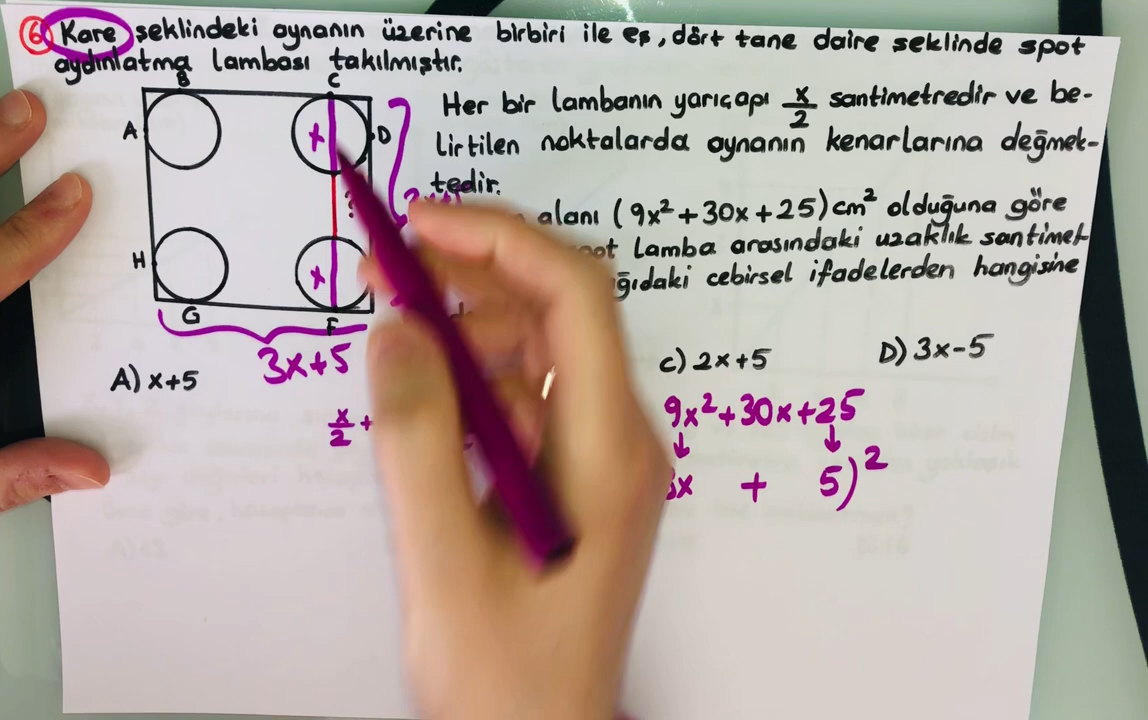 6 Kare şeklindeki aynanın üzerine birbiri ile eş, dört tane daire şeklinde spot
aydınlatma lambası takılmıştır.
B C
A D
H
G F
x
x
?
Her bir lambanın yarıçapı x/2 santimetredir ve be-
lirtilen noktalarda aynanın kenarlarına değmek-
tedir.
alanı (9x²+30x+25)cm² olduğuna göre
lamba arasındaki uzaklık santimet
cebirsel ifadelerden hangisine
3x+5
A) x+5
C) 2x+5
D) 3x-5
x/2 +
9x²+30x+25
x + 5)²